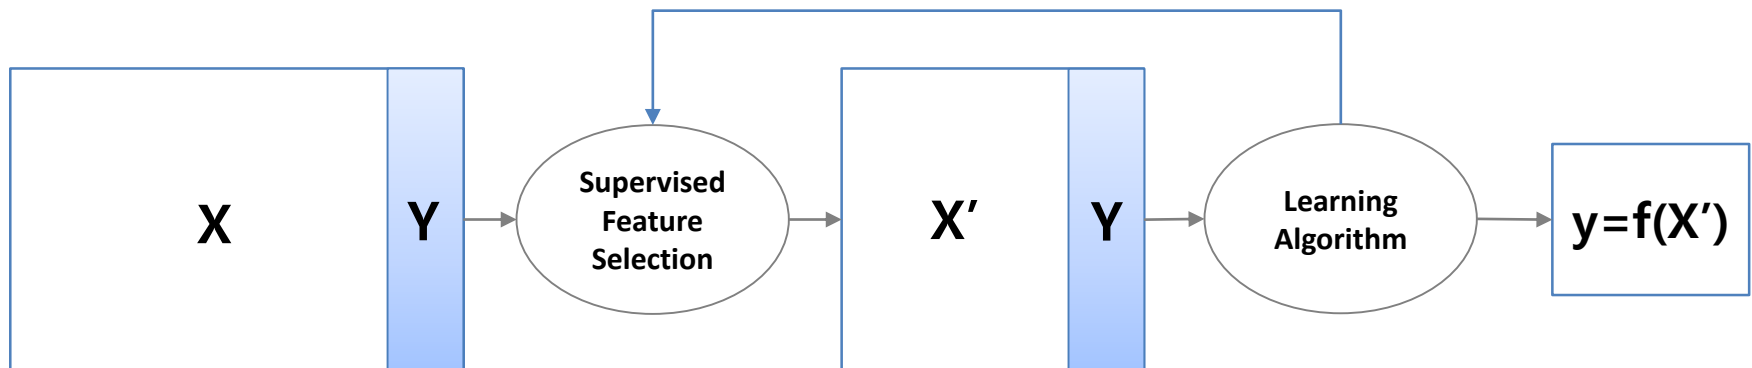 X
Y
Supervised
Feature
Selection
X’
Y
Learning
Algorithm
y=f(X’)